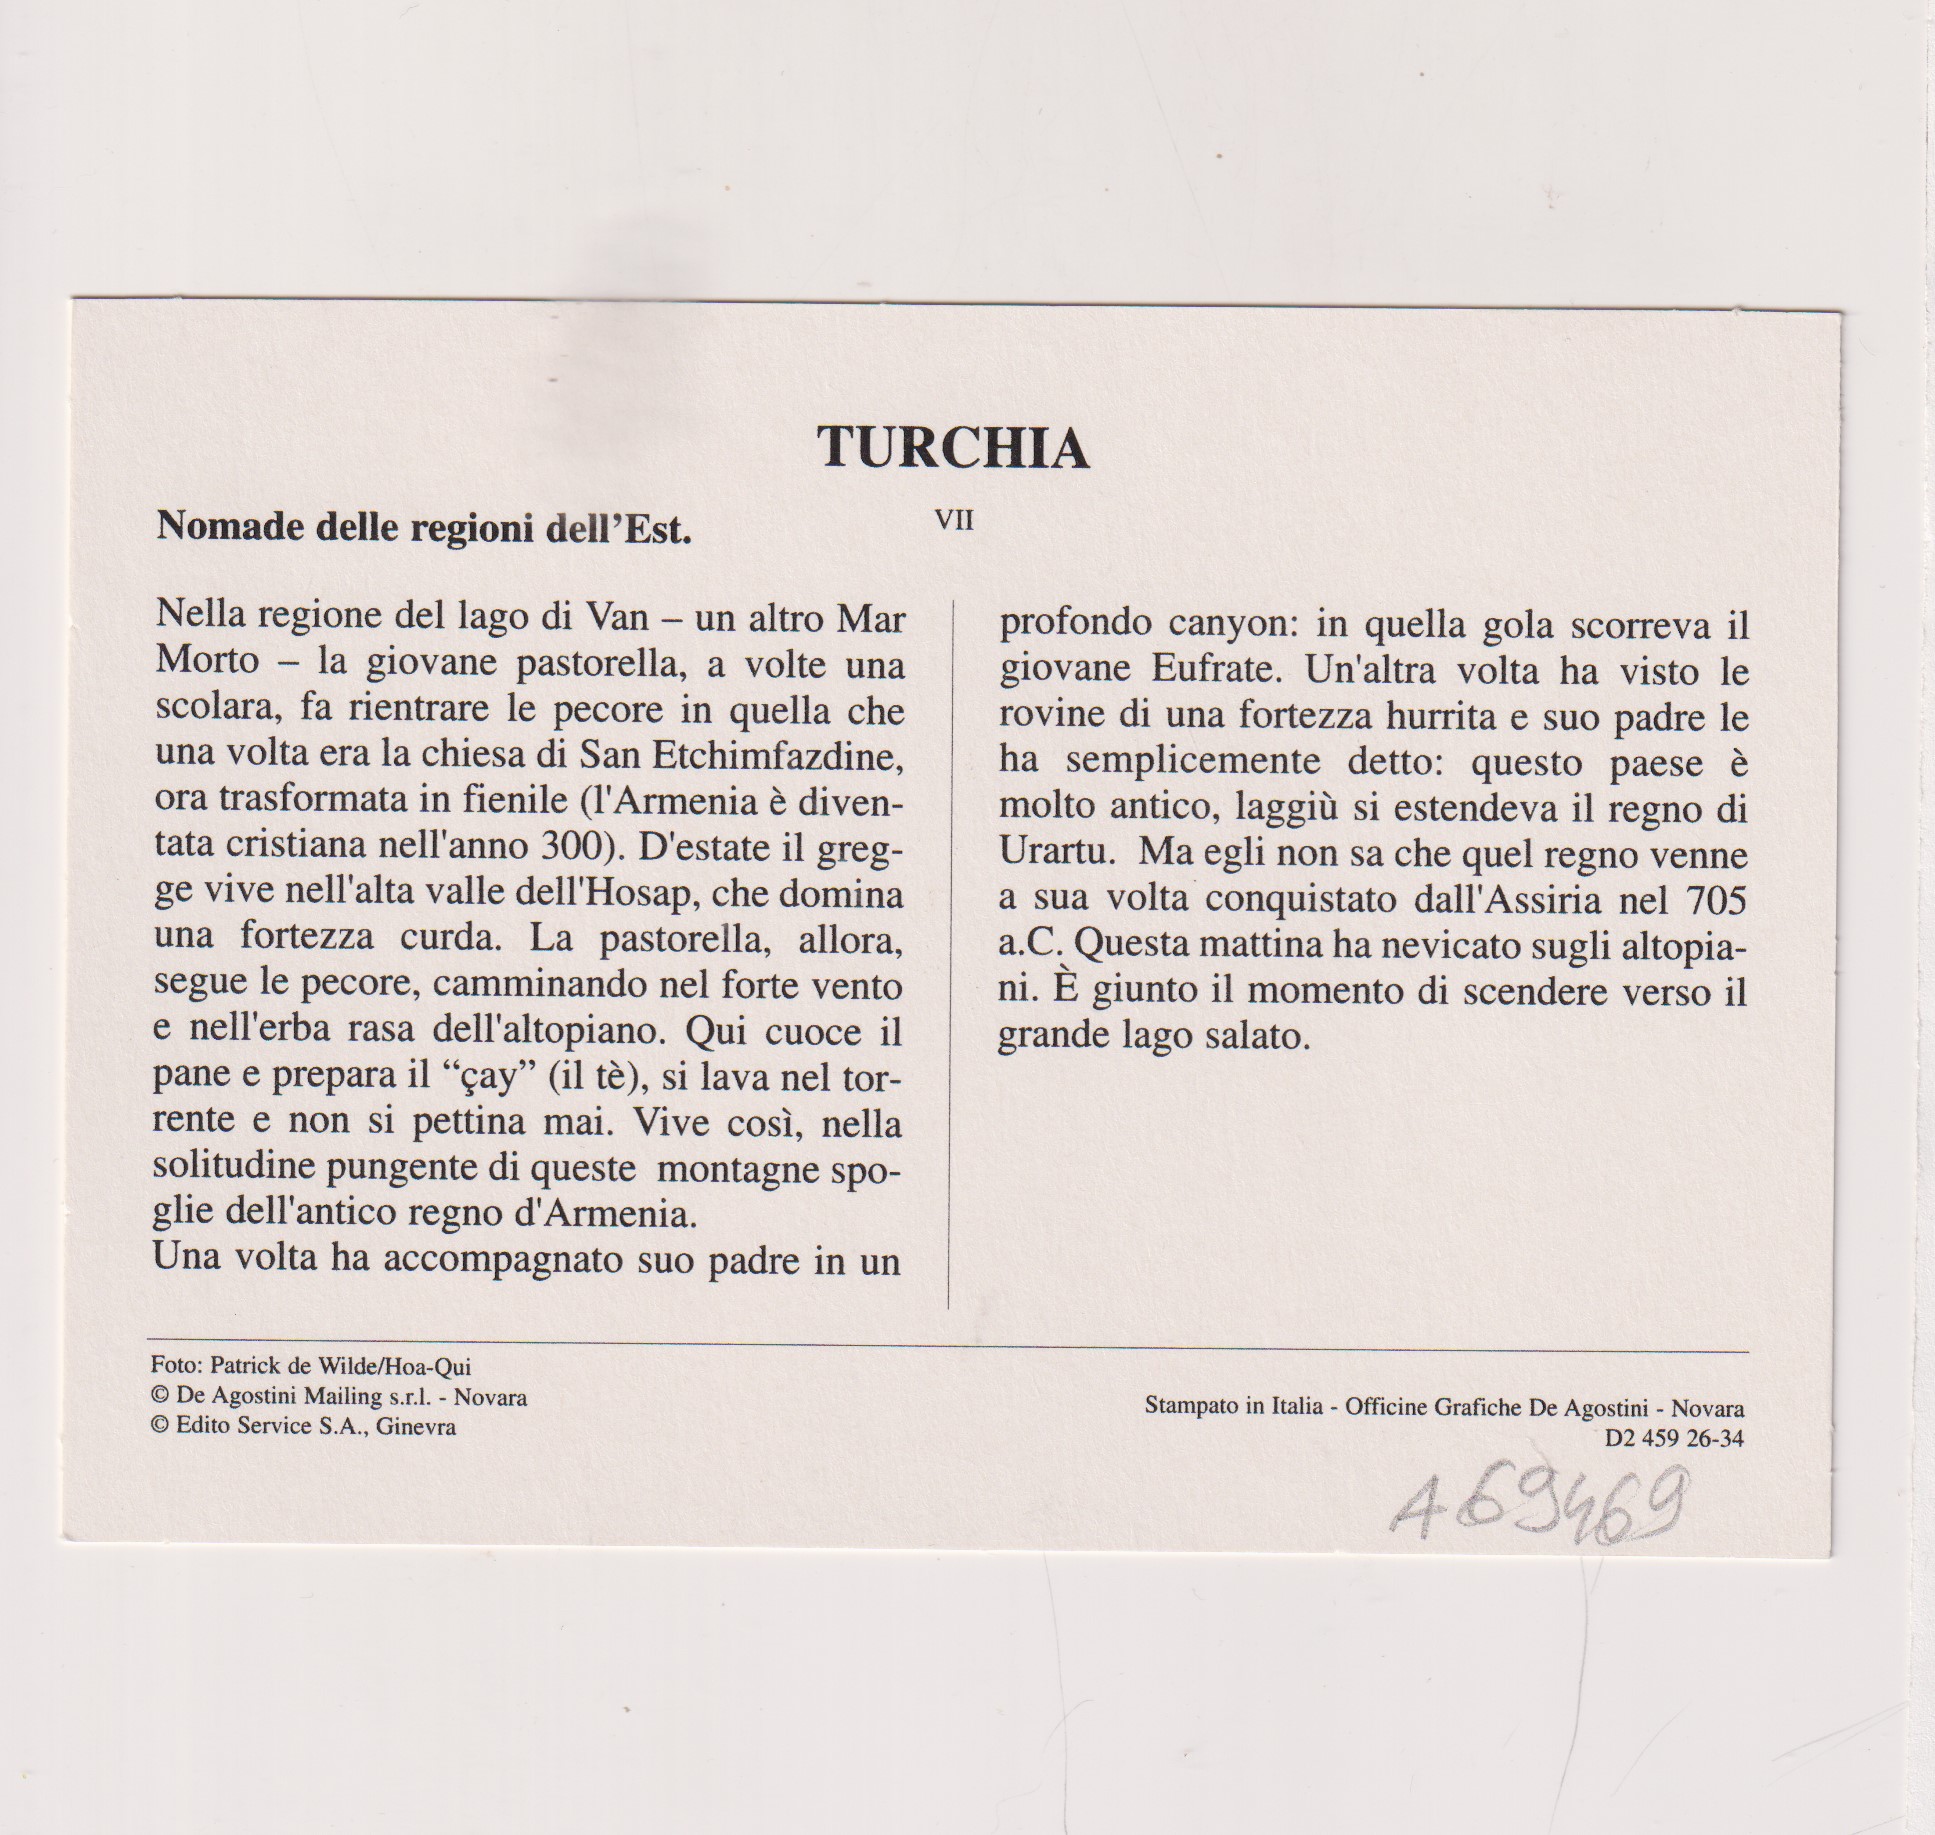 TURCHIA
VII
Nomade delle regioni dell’Est.
Nella regione del lago di Van – un altro Mar
Morto – la giovane pastorella, a volte una
scolara, fa rientrare le pecore in quella che
una volta era la chiesa di San Etchimfazdine,
ora trasformata in fienile (l'Armenia è diven-
tata cristiana nell'anno 300). D'estate il greg-
ge vive nell'alta valle dell'Hosap, che domina
una fortezza curda. La pastorella, allora,
segue le pecore, camminando nel forte vento
e nell'erba rasa dell'altopiano. Qui cuoce il
pane e prepara il “çay” (il tè), si lava nel tor-
rente e non si pettina mai. Vive così, nella
solitudine pungente di queste montagne spo-
glie dell'antico regno d'Armenia.
Una volta ha accompagnato suo padre in un
profondo canyon: in quella gola scorreva il
giovane Eufrate. Un'altra volta ha visto le
rovine di una fortezza hurrita e suo padre le
ha semplicemente detto: questo paese è
molto antico, laggiù si estendeva il regno di
Urartu. Ma egli non sa che quel regno venne
a sua volta conquistato dall'Assiria nel 705
a.C. Questa mattina ha nevicato sugli altopia-
ni. È giunto il momento di scendere verso il
grande lago salato.
Foto: Patrick de Wilde/Hoa-Qui
© De Agostini Mailing s.r.l. - Novara
© Edito Service S.A., Ginevra
Stampato in Italia - Officine Grafiche De Agostini - Novara
D2 459 26-34
A69469